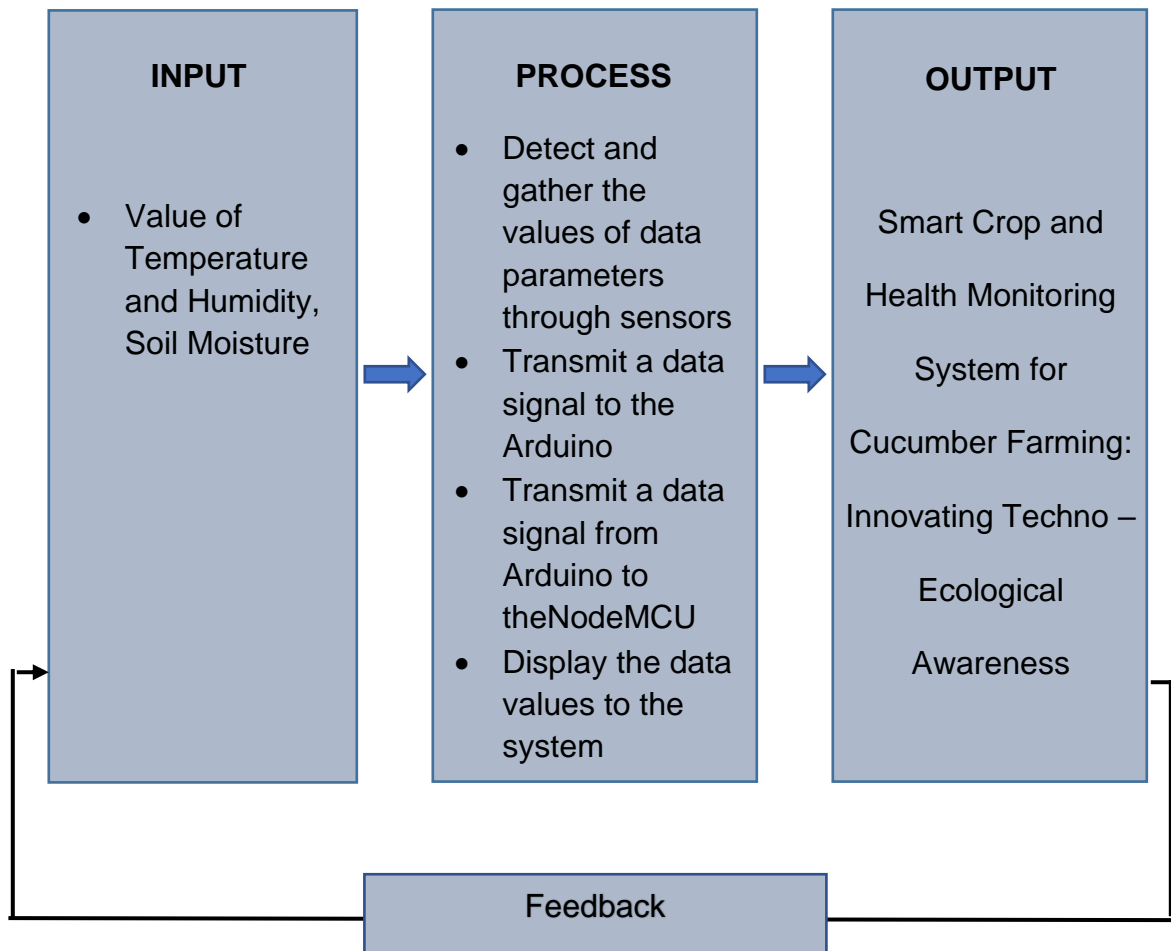 INPUT
• Value of
Temperature
and Humidity,
Soil Moisture
PROCESS
• Detect and
gather the
values of data
parameters
through sensors
• Transmit a data
signal to the
Arduino
• Transmit a data
signal from
Arduino to
theNodeMCU
• Display the data
values to the
system
OUTPUT
Smart Crop and
Health Monitoring
System for
Cucumber Farming:
Innovating Techno –
Ecological
Awareness
Feedback